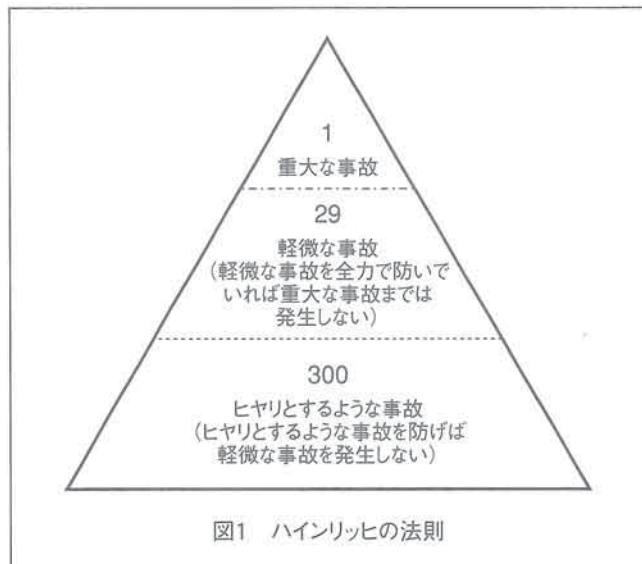 1
重大な事故
29
軽微な事故
(軽微な事故を全力で防いで
いれば重大な事故までは
発生しない)
300
ヒヤリとするような事故
(ヒヤリとするような事故を防げば
軽微な事故を発生しない)
図1 ハインリッヒの法則